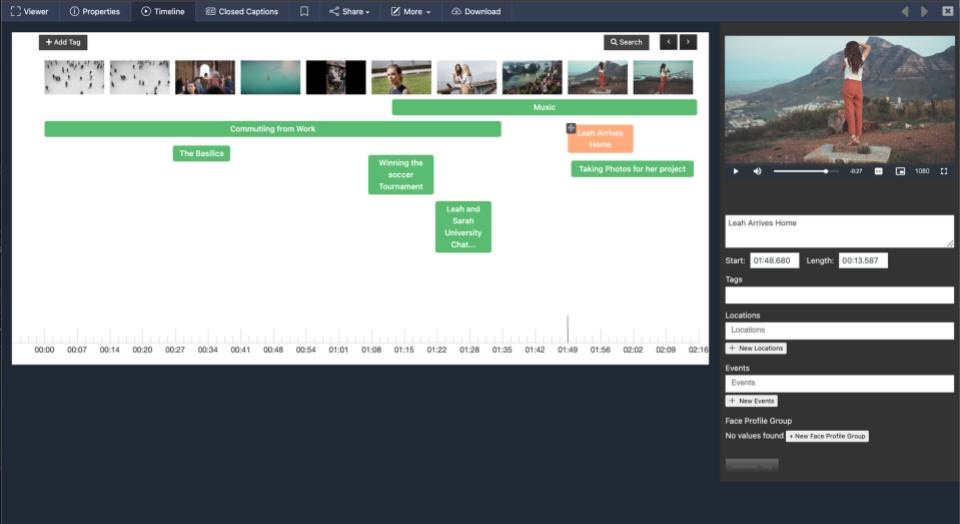 Viewer Properties Timeline Closed Captions Share More Download
+ Add Tag
Search
Music
Commuting from Work
Leah Arrives
Home
The Basilica
Winning the
soccer
Tournament
Taking Photos for her project
Leah and
Sarah
University
Chat...
00:00 00:07 00:14 00:20 00:27 00:34 00:41 00:48 00:54 01:01 01:08 01:15 01:22 01:28 01:35 01:42 01:49 01:56 02:02 02:09 02:16
-0:27 1080
Leah Arrives Home
Start: 01:48.680 Length: 00:13.587
Tags
Locations
Locations
+ New Locations
Events
Events
+ New Events
Face Profile Group
No values found + New Face Profile Group